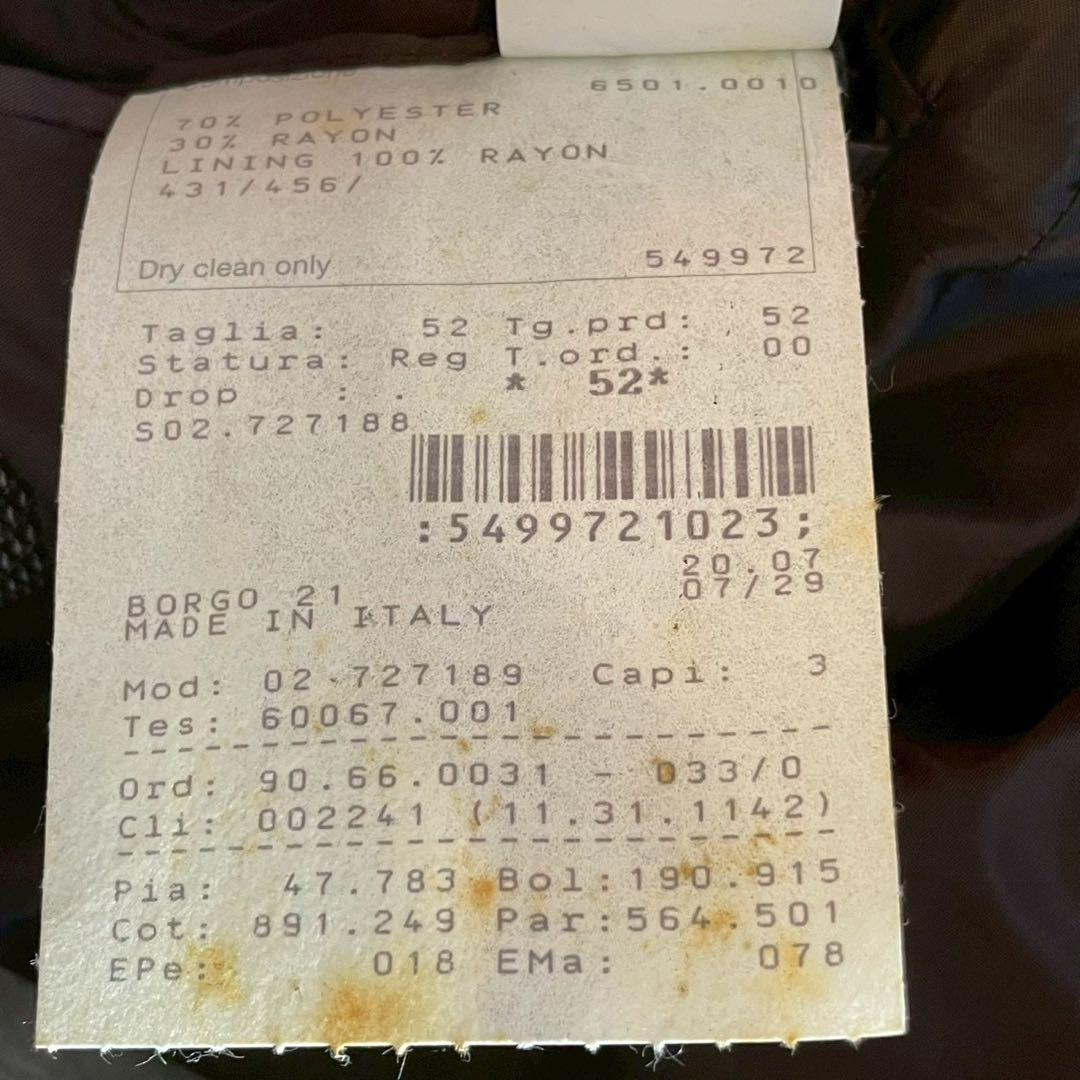 6501.0010
70% POLYESTER
30% RAYON
LINING 100% RAYON
431/456/
Dry clean only 549972
Taglia: 52 Tg.prd: 52
Statura: Reg T.ord.: 00
Drop : . * 52*
S02.727188
:5499721023;
20.07
07/29
BORGO 21
MADE IN ITALY
Mod: 02.727189 Capi: 3
Tes: 60067.001
Ord: 90.66.0031 - 033/0
Cli: 002241 (11.31.1142)
Pia: 47.783 Bol:190.915
Cot: 891.249 Par:564.501
EPe: 018 EMa: 078